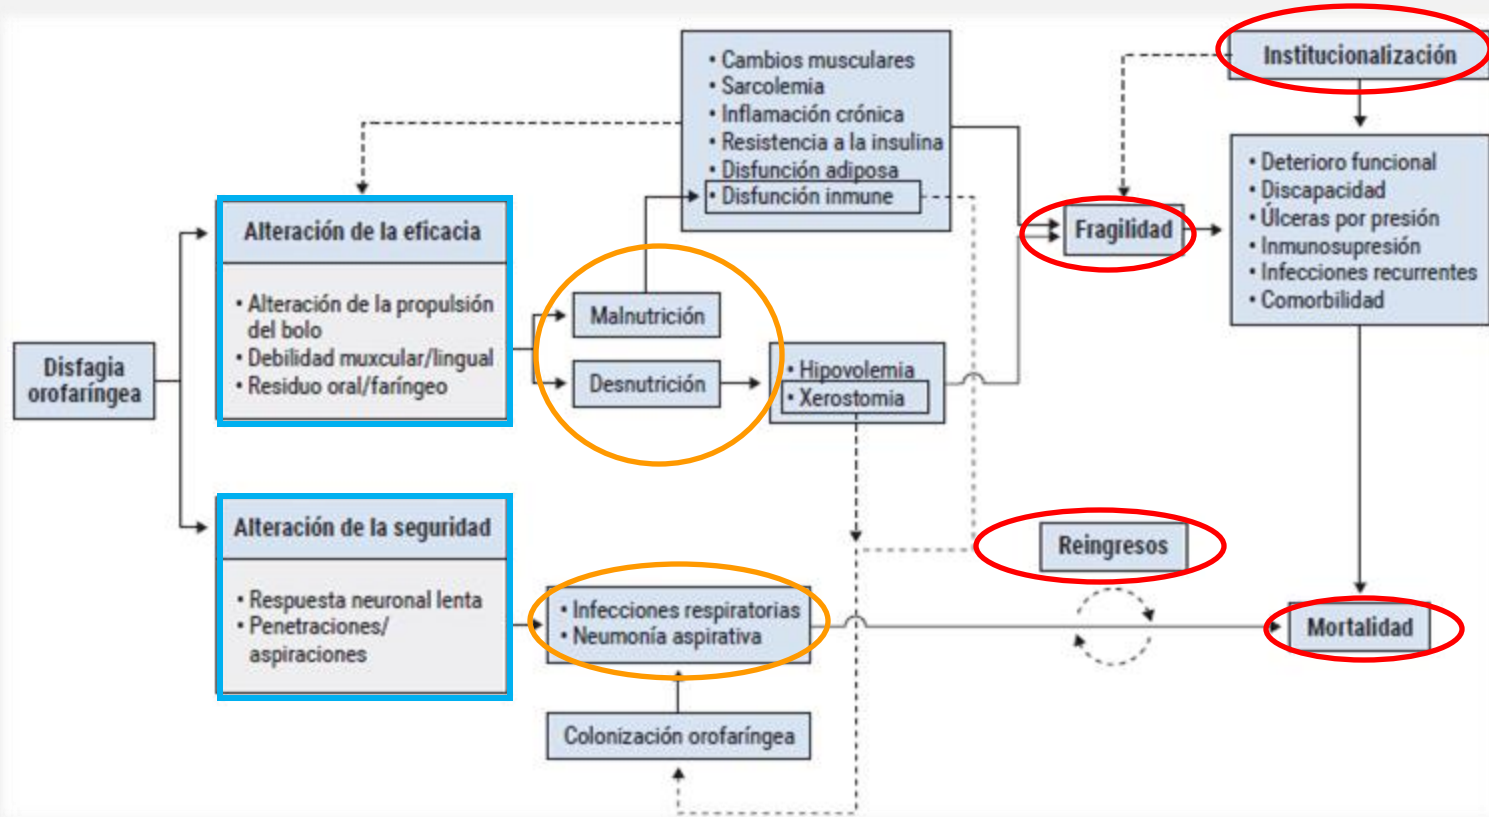 • Cambios musculares
• Sarcolemia
• Inflamación crónica
• Resistencia a la insulina
• Disfunción adiposa
• Disfunción inmune
Institucionalización
• Deterioro funcional
• Discapacidad
• Úlceras por presión
• Inmunosupresión
• Infecciones recurrentes
• Comorbilidad
Fragilidad
Alteración de la eficacia
• Alteración de la propulsión
del bolo
• Debilidad muxcular/lingual
• Residuo oral/faríngeo
Malnutrición
Desnutrición
• Hipovolemia
• Xerostomia
Disfagia
orofaríngea
Alteración de la seguridad
• Respuesta neuronal lenta
• Penetraciones/
aspiraciones
• Infecciones respiratorias
• Neumonía aspirativa
Colonización orofaríngea
Reingresos
Mortalidad